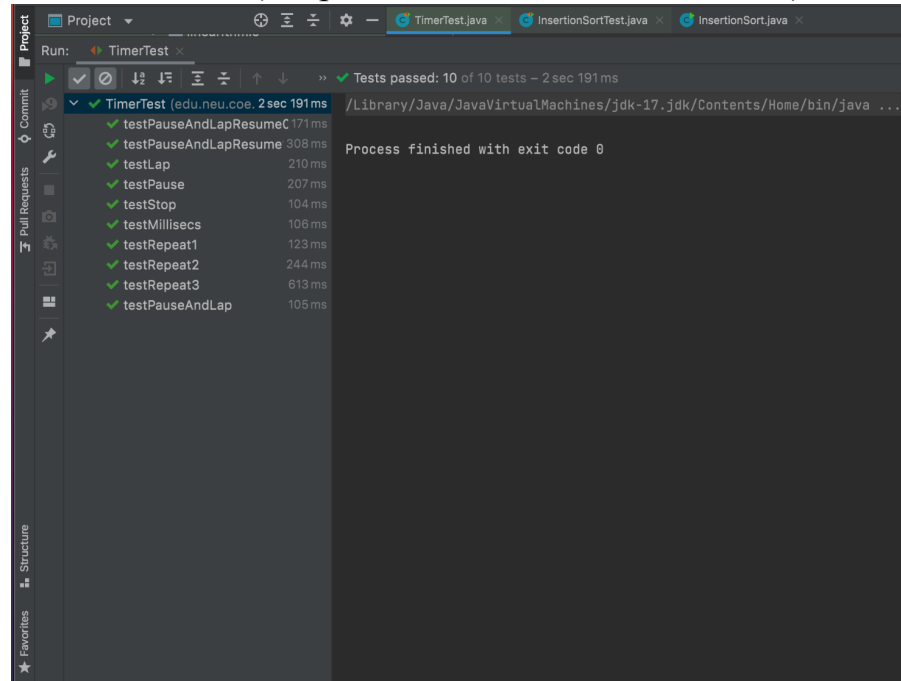 Project
TimerTest.java
InsertionSortTest.java
InsertionSort.java
Run:
TimerTest
Tests passed: 10 of 10 tests – 2 sec 191 ms
TimerTest (edu.neu.coe. 2 sec 191 ms
/Library/Java/JavaVirtualMachines/jdk-17.jdk/Contents/Home/bin/java ...
testPauseAndLapResumeC 171 ms
testPauseAndLapResume 308 ms
Process finished with exit code 0
testLap 210 ms
testPause 207 ms
testStop 104 ms
testMillisecs 106 ms
testRepeat1 123 ms
testRepeat2 244 ms
testRepeat3 613 ms
testPauseAndLap 105 ms
Project
Commit
Pull Requests
Structure
Favorites